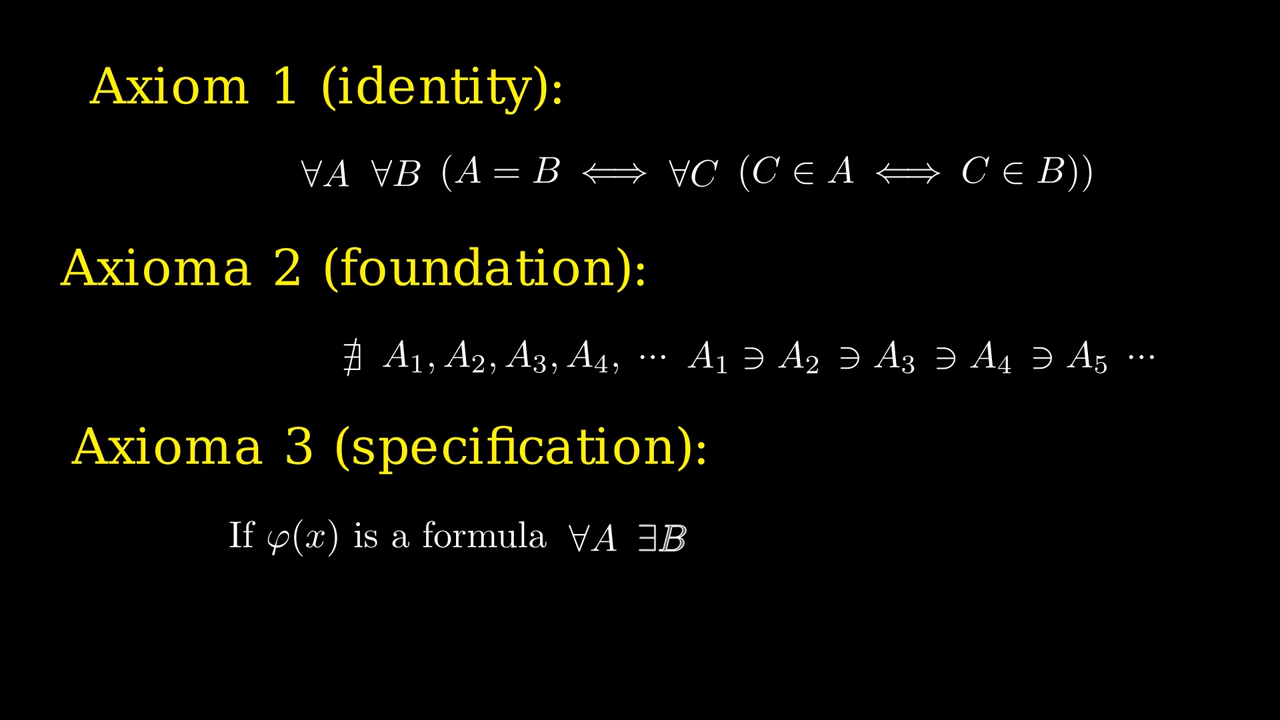 Axiom 1 (identity):
∀A ∀B (A = B ⟺ ∀C (C ∈ A ⟺ C ∈ B))
Axioma 2 (foundation):
∄ A₁, A₂, A₃, A₄, ··· A₁ ∋ A₂ ∋ A₃ ∋ A₄ ∋ A₅ ···
Axioma 3 (specification):
If φ(x) is a formula ∀A ∃B